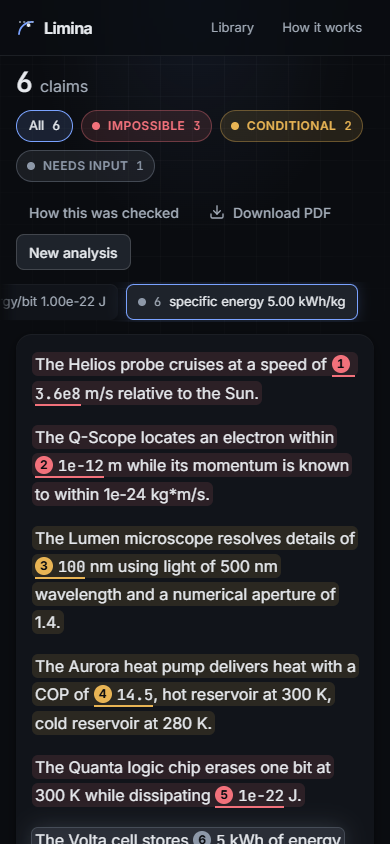 Limina Library How it works
6 claims
All 6 IMPOSSIBLE 3 CONDITIONAL 2
NEEDS INPUT 1
How this was checked Download PDF
New analysis
gy/bit 1.00e-22 J 6 specific energy 5.00 kWh/kg
The Helios probe cruises at a speed of 1
3.6e8 m/s relative to the Sun.
The Q-Scope locates an electron within
2 1e-12 m while its momentum is known
to within 1e-24 kg*m/s.
The Lumen microscope resolves details of
3 100 nm using light of 500 nm
wavelength and a numerical aperture of
1.4.
The Aurora heat pump delivers heat with a
COP of 4 14.5, hot reservoir at 300 K,
cold reservoir at 280 K.
The Quanta logic chip erases one bit at
300 K while dissipating 5 1e-22 J.
The Volta cell stores 6 5 kWh of energy